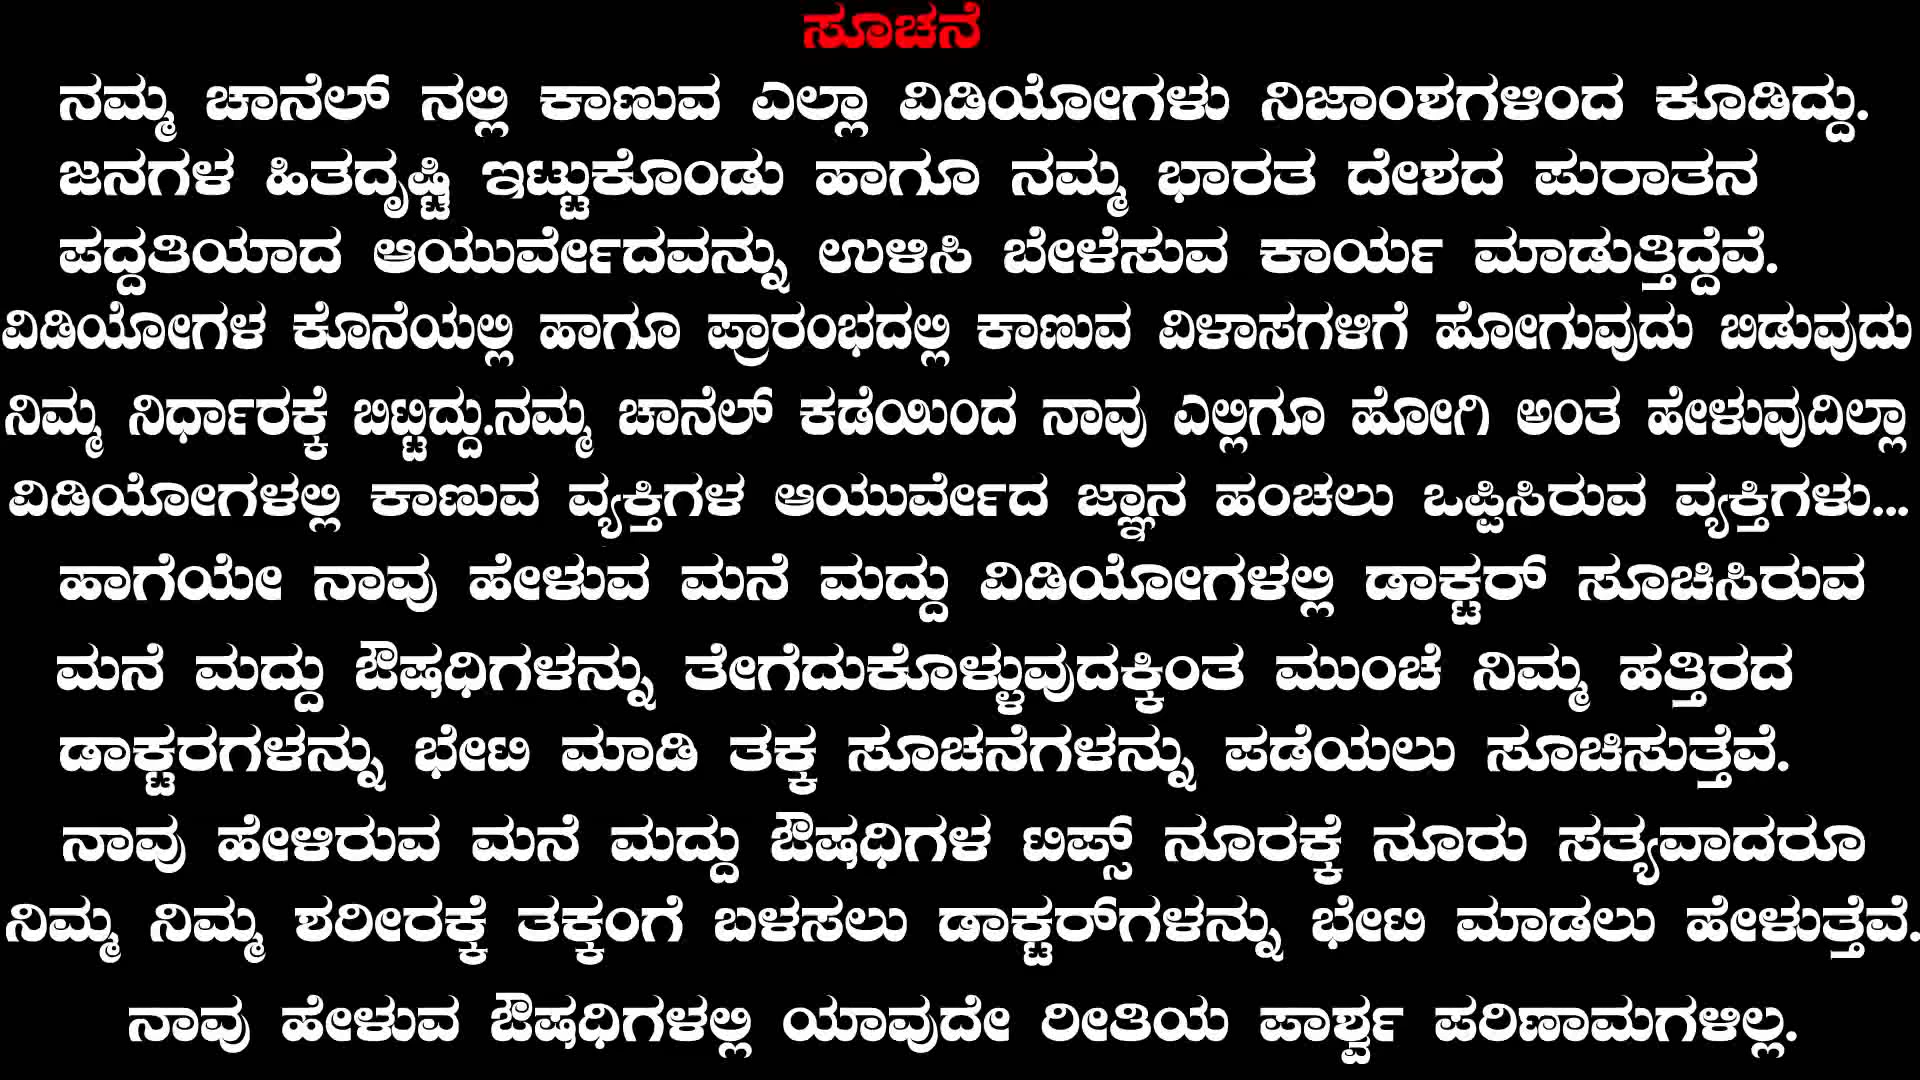 ಸೂಚನೆ
ನಮ್ಮ ಚಾನೆಲ್ ನಲ್ಲಿ ಕಾಣುವ ಎಲ್ಲಾ ವಿಡಿಯೋಗಳು ನಿಜಾಂಶಗಳಿಂದ ಕೂಡಿದ್ದು.
ಜನಗಳ ಹಿತದೃಷ್ಟಿ ಇಟ್ಟುಕೊಂಡು ಹಾಗೂ ನಮ್ಮ ಭಾರತ ದೇಶದ ಪುರಾತನ
ಪದ್ದತಿಯಾದ ಆಯುರ್ವೇದವನ್ನು ಉಳಿಸಿ ಬೇಳೆಸುವ ಕಾರ್ಯ ಮಾಡುತ್ತಿದ್ದೆವೆ.
ವಿಡಿಯೋಗಳ ಕೊನೆಯಲ್ಲಿ ಹಾಗೂ ಪ್ರಾರಂಭದಲ್ಲಿ ಕಾಣುವ ವಿಳಾಸಗಳಿಗೆ ಹೋಗುವುದು ಬಿಡುವುದು
ನಿಮ್ಮ ನಿರ್ಧಾರಕ್ಕೆ ಬಿಟ್ಟಿದ್ದು.ನಮ್ಮ ಚಾನೆಲ್ ಕಡೆಯಿಂದ ನಾವು ಎಲ್ಲಿಗೂ ಹೋಗಿ ಅಂತ ಹೇಳುವುದಿಲ್ಲಾ
ವಿಡಿಯೋಗಳಲ್ಲಿ ಕಾಣುವ ವ್ಯಕ್ತಿಗಳ ಆಯುರ್ವೇದ ಜ್ಞಾನ ಹಂಚಲು ಒಪ್ಪಿಸಿರುವ ವ್ಯಕ್ತಿಗಳು...
ಹಾಗೆಯೇ ನಾವು ಹೇಳುವ ಮನೆ ಮದ್ದು ವಿಡಿಯೋಗಳಲ್ಲಿ ಡಾಕ್ಟರ್ ಸೂಚಿಸಿರುವ
ಮನೆ ಮದ್ದು ಔಷಧಿಗಳನ್ನು ತೇಗೆದುಕೊಳ್ಳುವುದಕ್ಕಿಂತ ಮುಂಚೆ ನಿಮ್ಮ ಹತ್ತಿರದ
ಡಾಕ್ಟರಗಳನ್ನು ಭೇಟಿ ಮಾಡಿ ತಕ್ಕ ಸೂಚನೆಗಳನ್ನು ಪಡೆಯಲು ಸೂಚಿಸುತ್ತೆವೆ.
ನಾವು ಹೇಳಿರುವ ಮನೆ ಮದ್ದು ಔಷಧಿಗಳ ಟಿಪ್ಸ್ ನೂರಕ್ಕೆ ನೂರು ಸತ್ಯವಾದರೂ
ನಿಮ್ಮ ನಿಮ್ಮ ಶರೀರಕ್ಕೆ ತಕ್ಕಂಗೆ ಬಳಸಲು ಡಾಕ್ಟರ್‌ಗಳನ್ನು ಭೇಟಿ ಮಾಡಲು ಹೇಳುತ್ತೆವೆ.
ನಾವು ಹೇಳುವ ಔಷಧಿಗಳಲ್ಲಿ ಯಾವುದೇ ರೀತಿಯ ಪಾರ್ಶ್ವ ಪರಿಣಾಮಗಳಿಲ್ಲ.